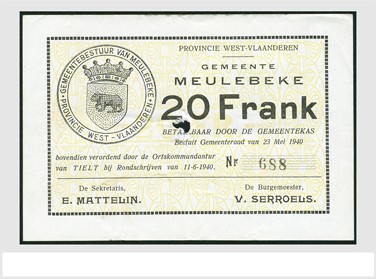 PROVINCIE WEST-VLAANDEREN
GEMEENTE
MEULEBEKE
20 Frank
BETAALBAAR DOOR DE GEMEENTEKAS
Besluit Gemeenteraad van 23 Mei 1940
GEMEENTEBESTUUR VAN MEULEBEKE
PROVINCIE WEST-VLAANDEREN
bovendien verordend door de Ortskommandantur
van TIELT bij Rondschrijven van 11-6-1940.
Nr 688
De Sekretaris,
E. MATTELIN.
De Burgemeester,
V. SERROELS.